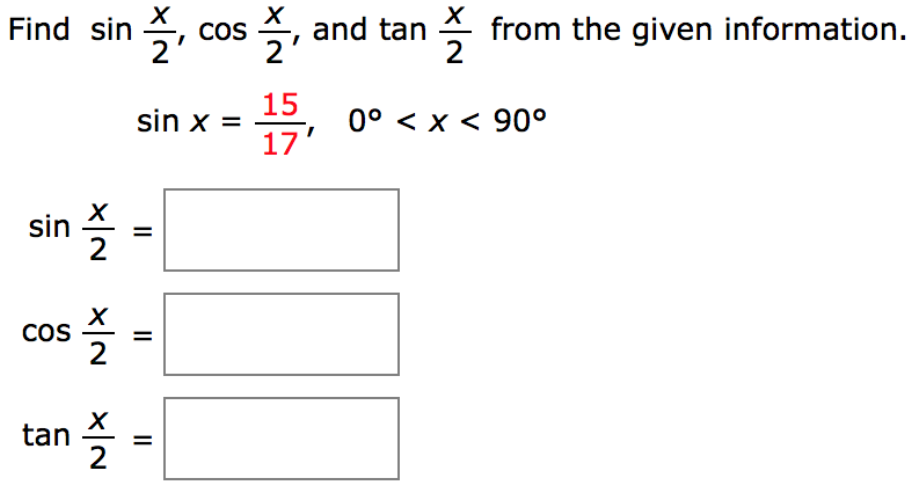 Find sin x/2, cos x/2, and tan x/2 from the given information.
sin x = 15/17, 0° < x < 90°
sin x/2 =
cos x/2 =
tan x/2 =